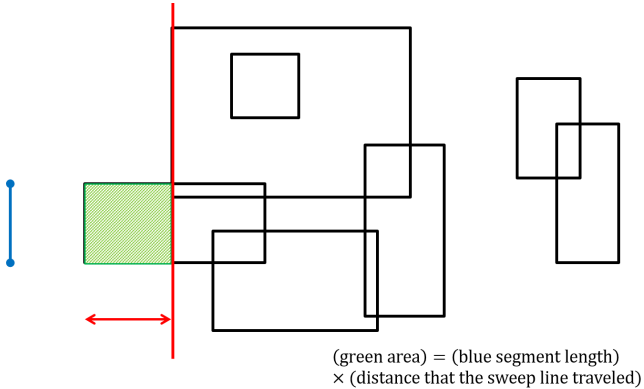 (green area) = (blue segment length)
× (distance that the sweep line traveled)